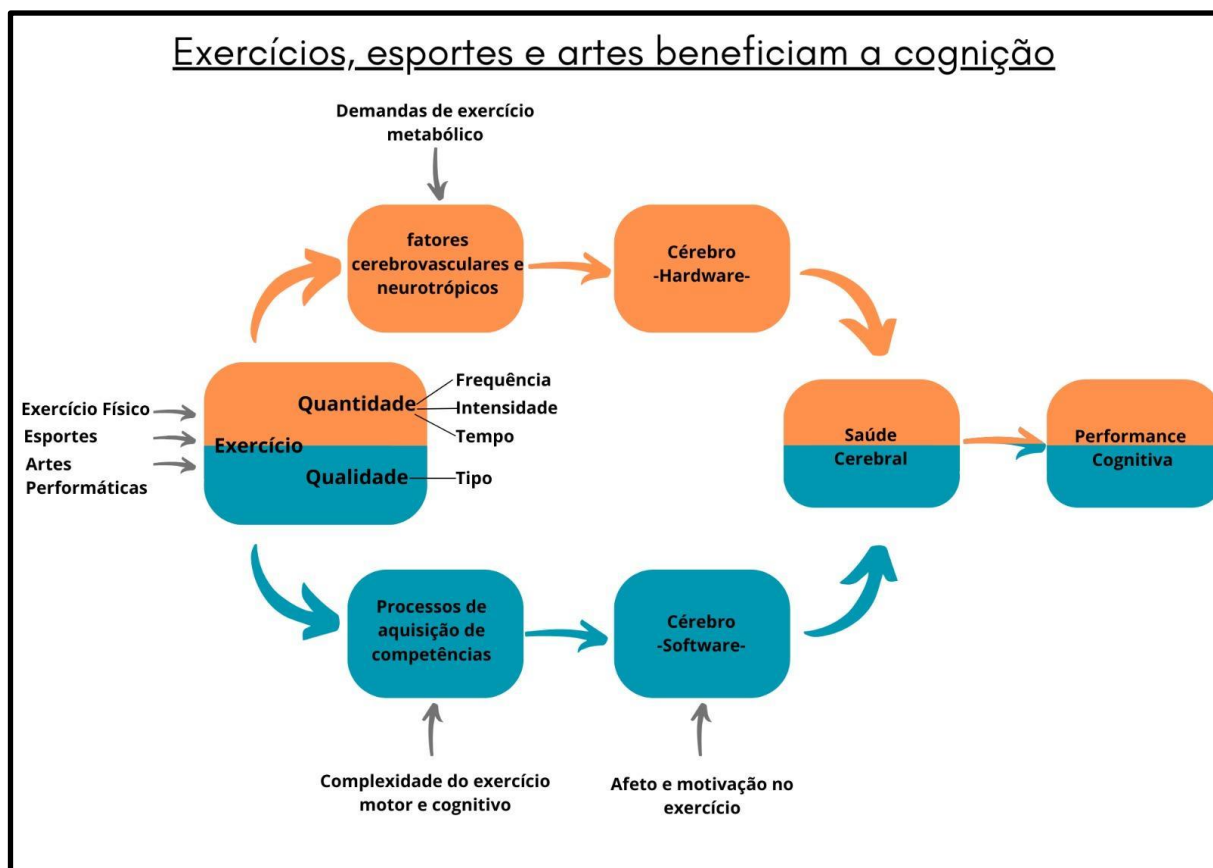 Exercícios, esportes e artes beneficiam a cognição
Demandas de exercício
metabólico
fatores
cerebrovasculares e
neurotrópicos
Cérebro
-Hardware-
Exercício Físico
Esportes
Artes
Performáticas
Exercício
Quantidade
Frequência
Intensidade
Tempo
Qualidade
Tipo
Saúde
Cerebral
Performance
Cognitiva
Processos de
aquisição de
competências
Cérebro
-Software-
Complexidade do exercício
motor e cognitivo
Afeto e motivação no
exercício